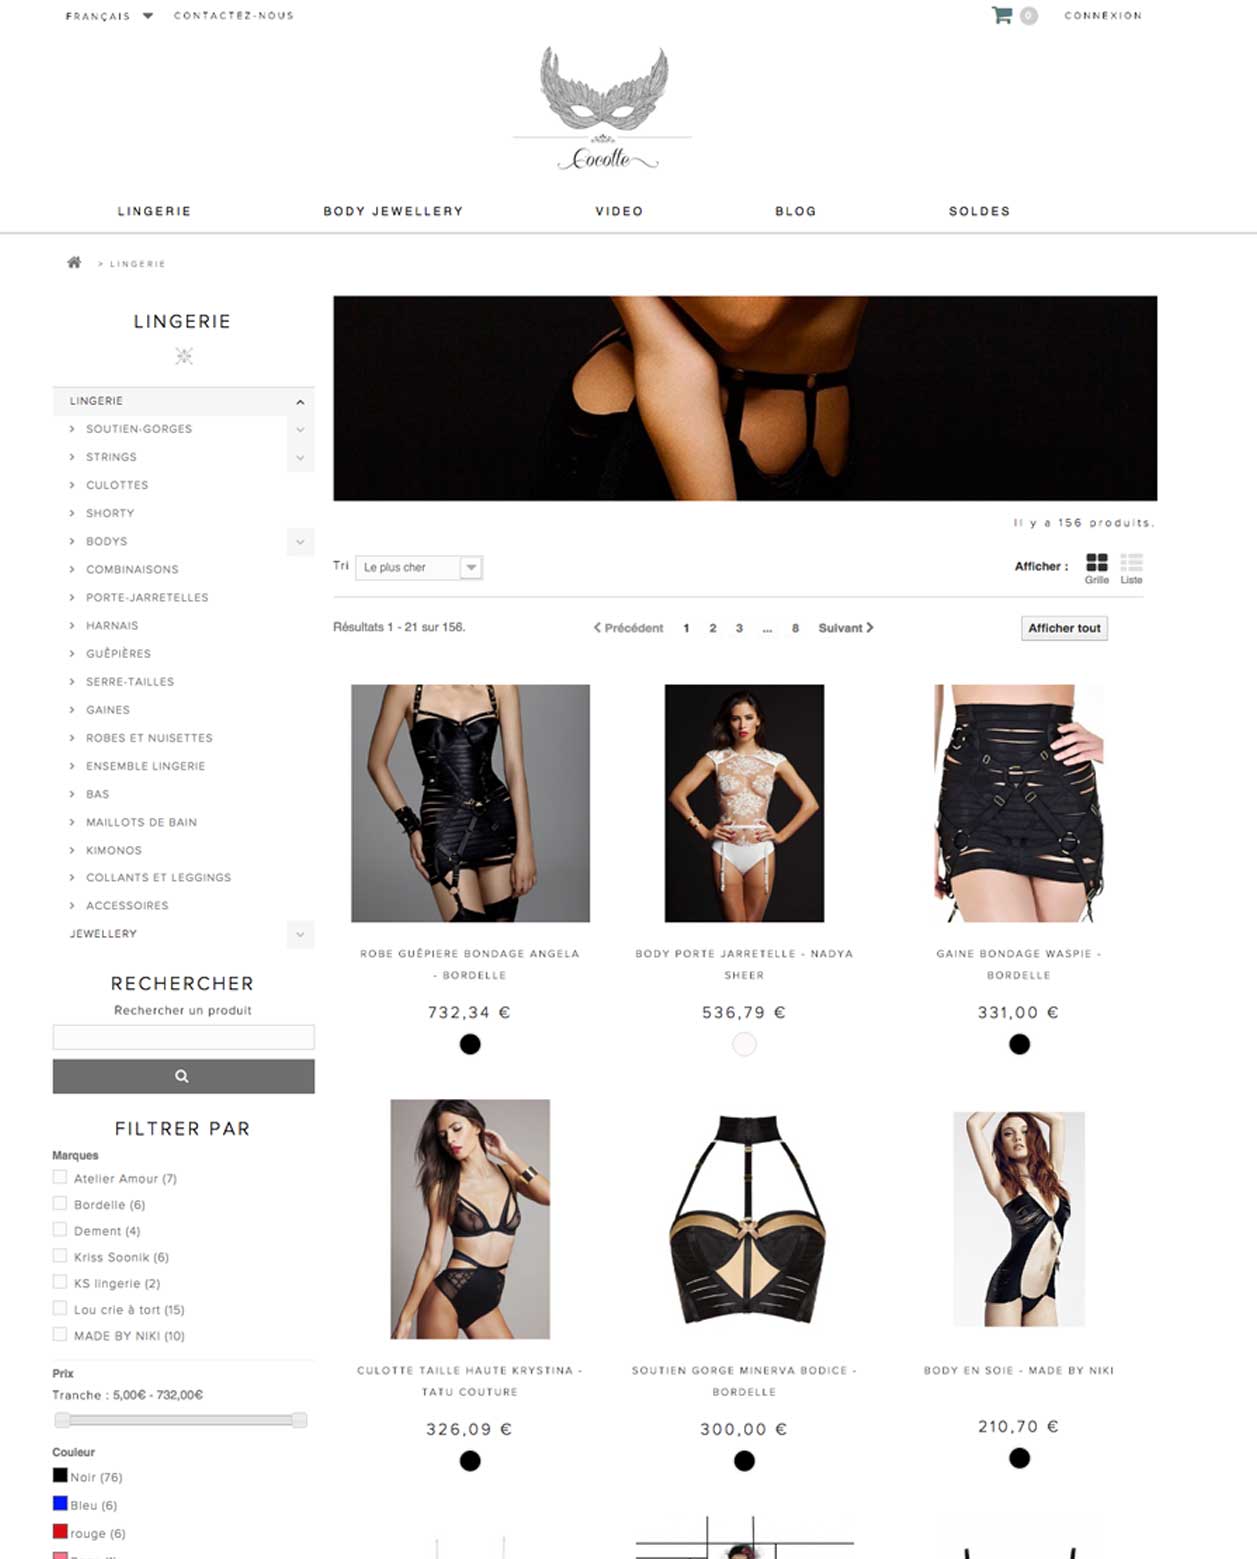 FRANÇAIS
CONTACTEZ-NOUS
0
CONNEXION
Cocotte
LINGERIE
BODY JEWELLERY
VIDEO
BLOG
SOLDES
> LINGERIE
LINGERIE
LINGERIE
SOUTIEN-GORGES
STRINGS
CULOTTES
SHORTY
BODYS
COMBINAISONS
PORTE-JARRETELLES
HARNAIS
GUÊPIÈRES
SERRE-TAILLES
GAINES
ROBES ET NUISETTES
ENSEMBLE LINGERIE
BAS
MAILLOTS DE BAIN
KIMONOS
COLLANTS ET LEGGINGS
ACCESSOIRES
JEWELLERY
RECHERCHER
Rechercher un produit
FILTRER PAR
Marques
Atelier Amour (7)
Bordelle (6)
Dement (4)
Kriss Soonik (6)
KS lingerie (2)
Lou crie à tort (15)
MADE BY NIKI (10)
Prix
Tranche : 5,00€ - 732,00€
Couleur
Noir (76)
Bleu (6)
rouge (6)
Il y a 156 produits.
Tri Le plus cher
Afficher :
Grille
Liste
Résultats 1 - 21 sur 156.
Précédent 1 2 3 ... 8 Suivant
Afficher tout
ROBE GUÊPIERE BONDAGE ANGELA
- BORDELLE
732,34 €
BODY PORTE JARRETELLE - NADYA
SHEER
536,79 €
GAINE BONDAGE WASPIE -
BORDELLE
331,00 €
CULOTTE TAILLE HAUTE KRYSTINA -
TATU COUTURE
326,09 €
SOUTIEN GORGE MINERVA BODICE -
BORDELLE
300,00 €
BODY EN SOIE - MADE BY NIKI
210,70 €